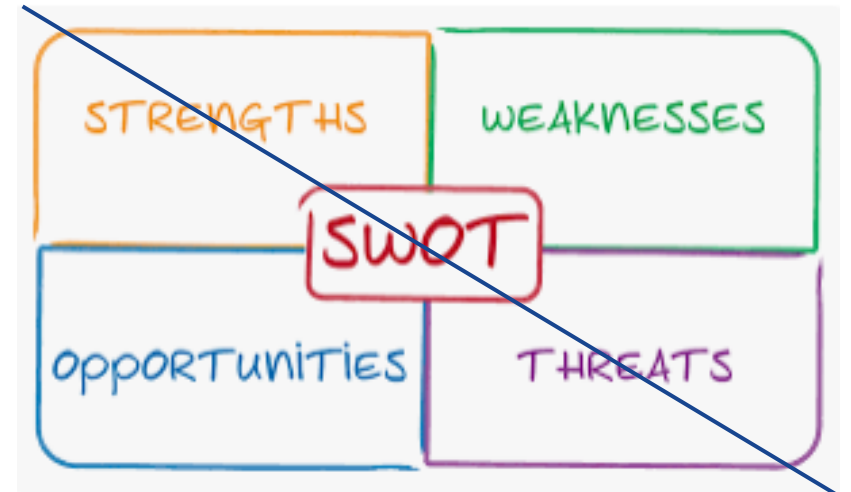 STRENGTHS
WEAKNESSES
SWOT
OPPORTUNITIES
THREATS